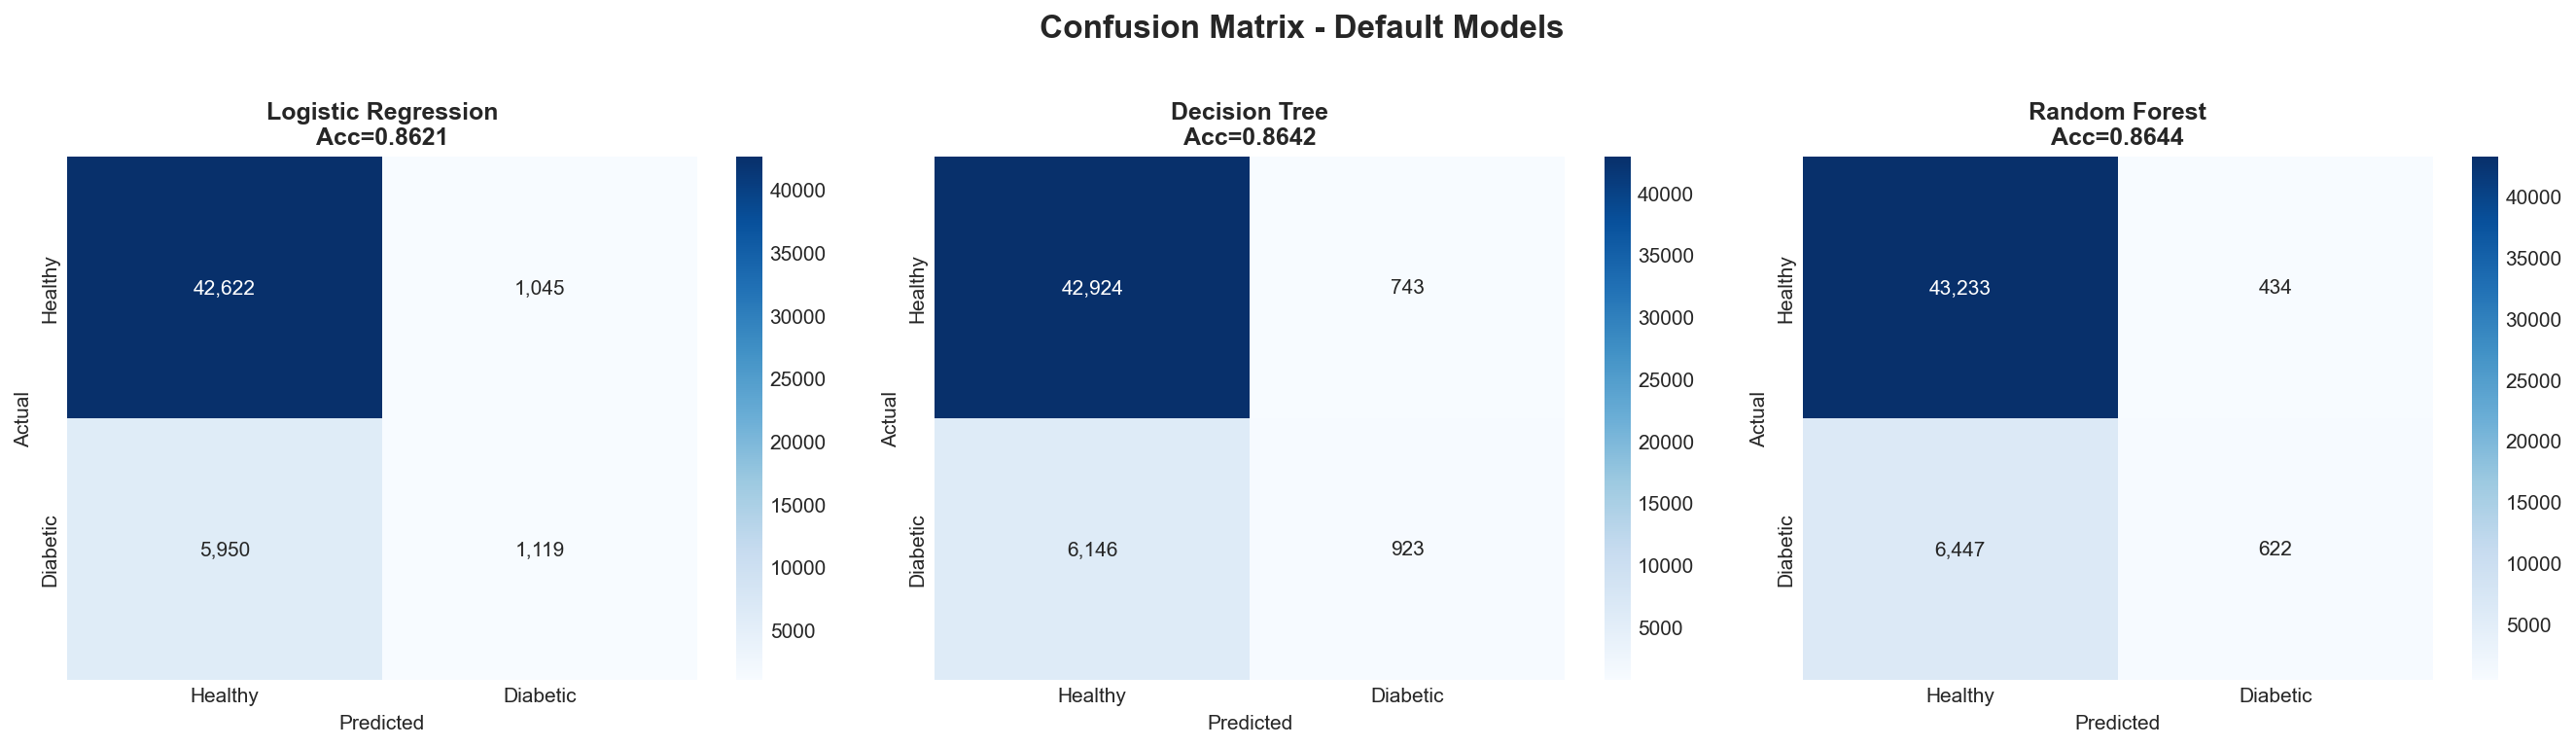 Confusion Matrix - Default Models
Logistic Regression
Acc=0.8621
Healthy
Diabetic
Actual
42,622
1,045
5,950
1,119
Healthy
Diabetic
Predicted
40000
35000
30000
25000
20000
15000
10000
5000
Decision Tree
Acc=0.8642
Healthy
Diabetic
Actual
42,924
743
6,146
923
Healthy
Diabetic
Predicted
40000
35000
30000
25000
20000
15000
10000
5000
Random Forest
Acc=0.8644
Healthy
Diabetic
Actual
43,233
434
6,447
622
Healthy
Diabetic
Predicted
40000
35000
30000
25000
20000
15000
10000
5000